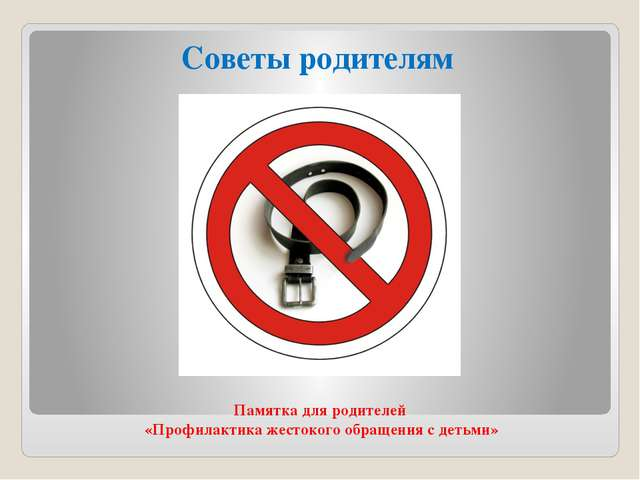 Советы родителям
Памятка для родителей
«Профилактика жестокого обращения с детьми»